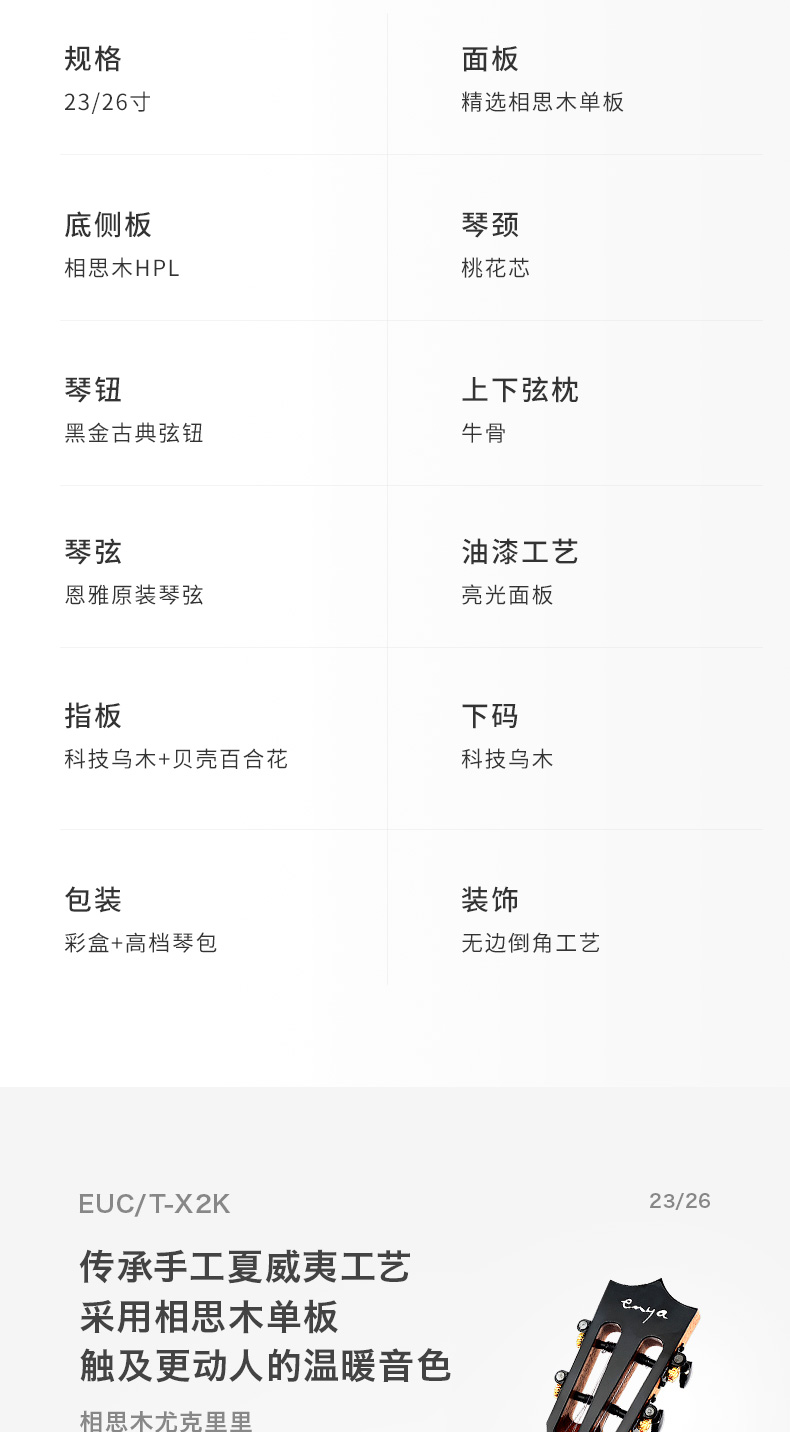 规格
23/26寸
面板
精选相思木单板
底侧板
相思木HPL
琴颈
桃花芯
琴钮
黑金古典弦钮
上下弦枕
牛骨
琴弦
恩雅原装琴弦
油漆工艺
亮光面板
指板
科技乌木+贝壳百合花
下码
科技乌木
包装
彩盒+高档琴包
装饰
无边倒角工艺
EUC/T-X2K
23/26
传承手工夏威夷工艺
采用相思木单板
触及更动人的温暖音色
相思木尤克里里
enya